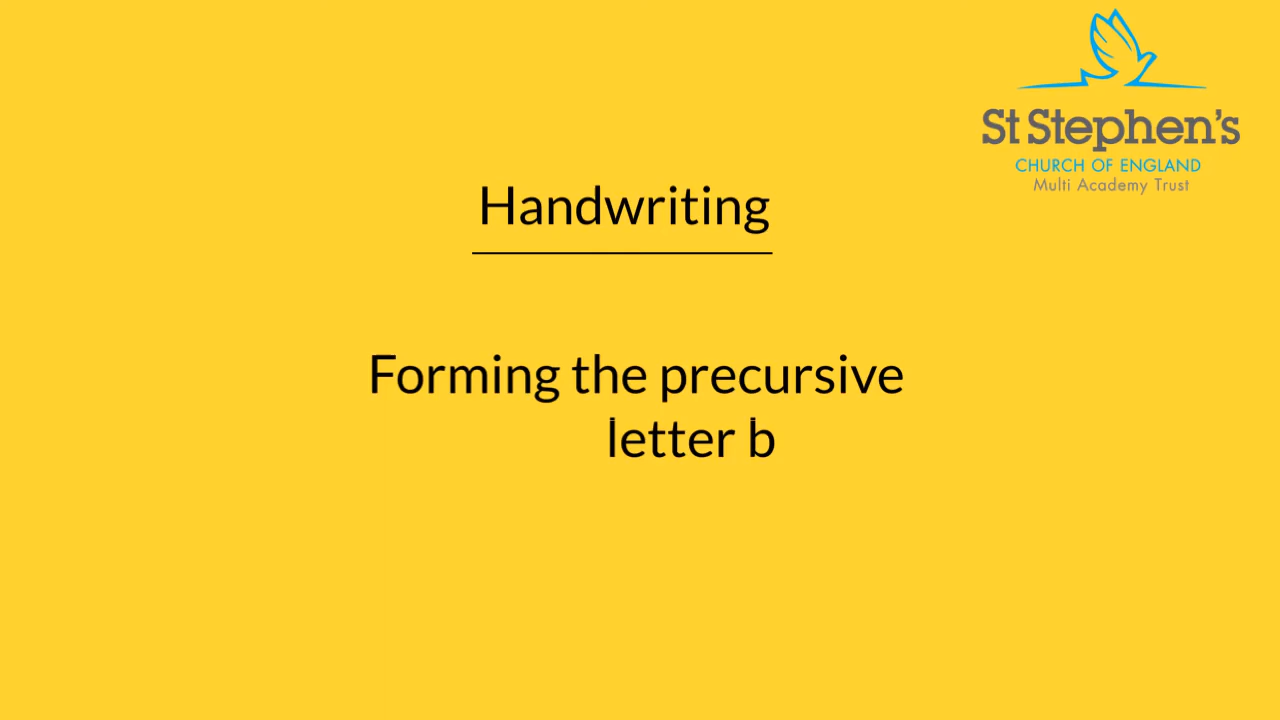 St Stephen's
CHURCH OF ENGLAND
Multi Academy Trust
Handwriting
Forming the precursive
letter b